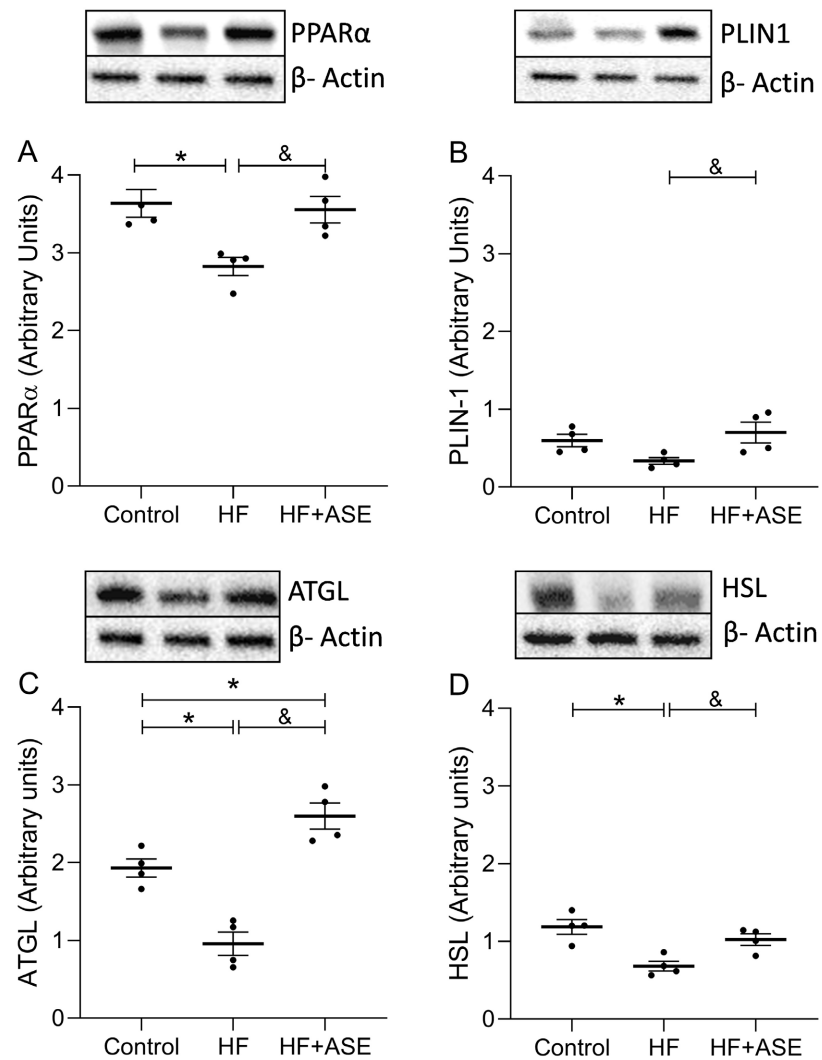 PPARα
β- Actin
PLIN1
β- Actin
A
* &
4
3
2
1
0
PPARα (Arbitrary Units)
Control HF HF+ASE
B
&
4
3
2
1
0
PLIN-1 (Arbitrary Units)
Control HF HF+ASE
ATGL
β- Actin
HSL
β- Actin
C
*
* &
4
3
2
1
0
ATGL (Arbitrary units)
Control HF HF+ASE
D
* &
4
3
2
1
0
HSL (Arbitrary units)
Control HF HF+ASE